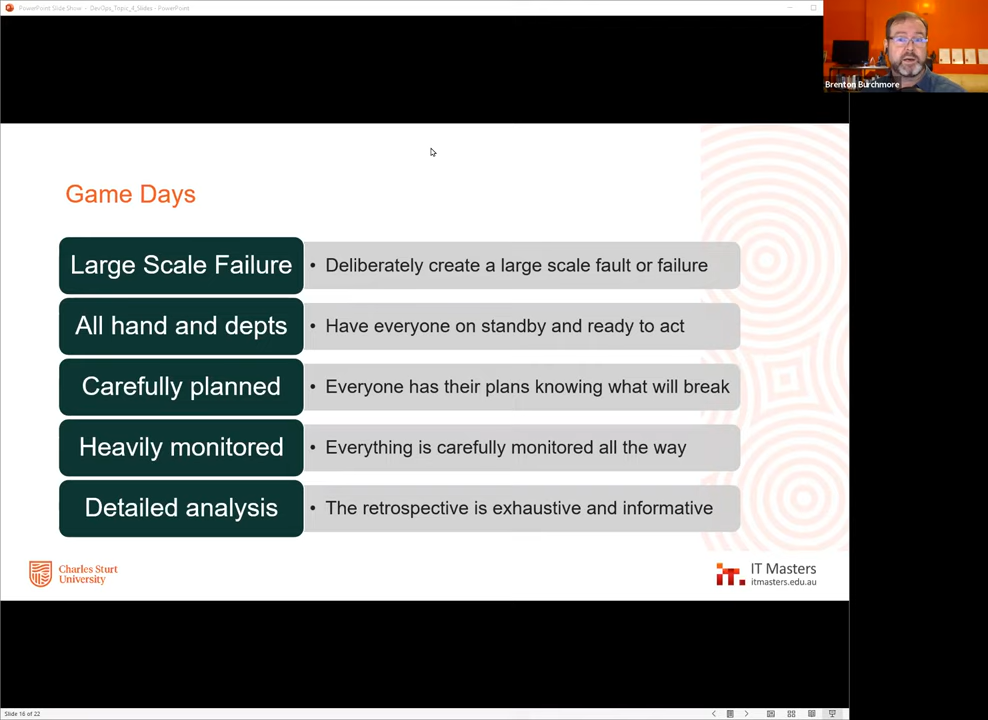 PowerPoint Slide Show - DevOps_Topic_4_Slides - PowerPoint
Brenton Burchmore
Game Days
Large Scale Failure
• Deliberately create a large scale fault or failure
All hand and depts
• Have everyone on standby and ready to act
Carefully planned
• Everyone has their plans knowing what will break
Heavily monitored
• Everything is carefully monitored all the way
Detailed analysis
• The retrospective is exhaustive and informative
Charles Sturt
University
IT Masters
itmasters.edu.au
Slide 16 of 22